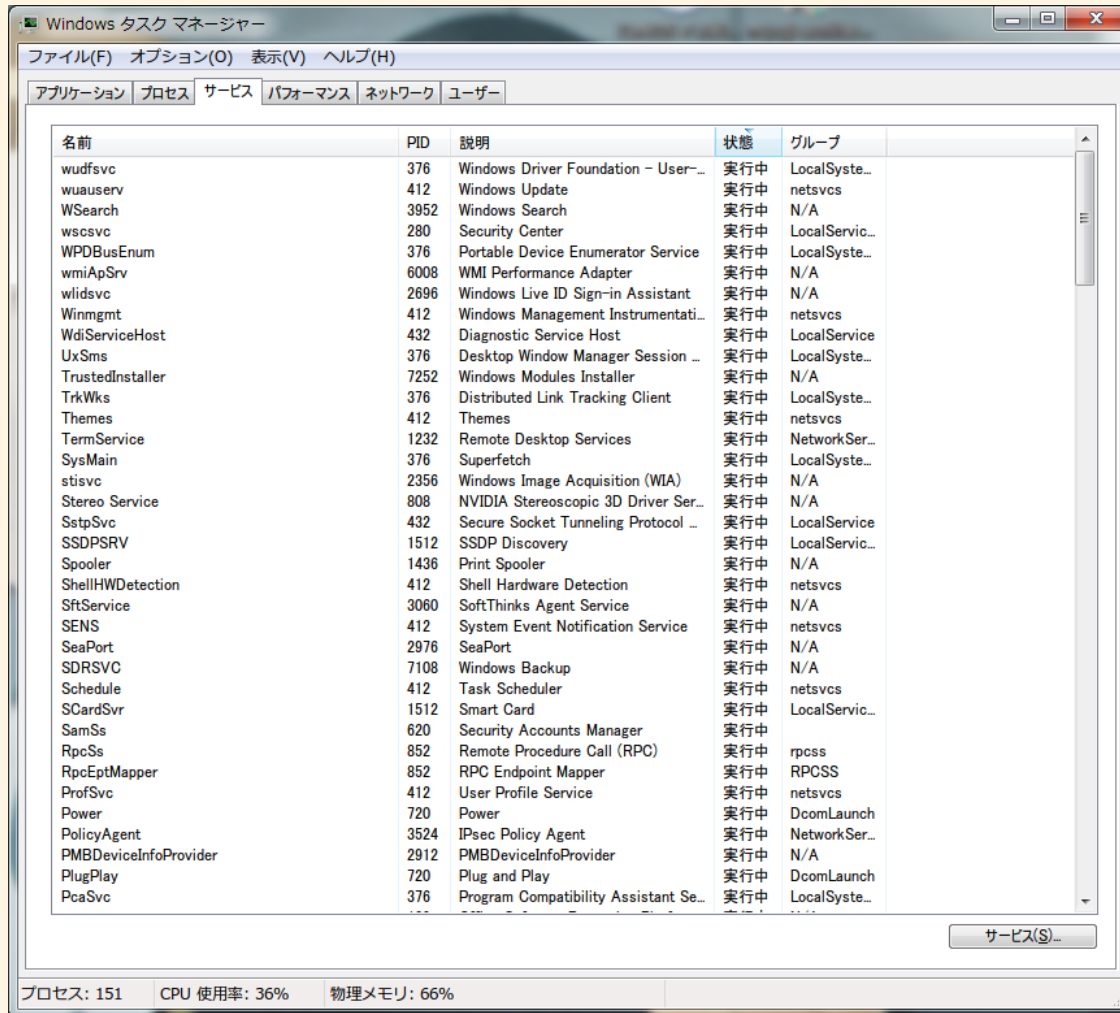 Windows タスク マネージャー
ファイル(F) オプション(O) 表示(V) ヘルプ(H)
アプリケーション プロセス サービス パフォーマンス ネットワーク ユーザー
名前 PID 説明 状態 グループ
wudfsvc 376 Windows Driver Foundation - User-... 実行中 LocalSyste...
wuauserv 412 Windows Update 実行中 netsvcs
WSearch 3952 Windows Search 実行中 N/A
wscsvc 280 Security Center 実行中 LocalServic...
WPDBusEnum 376 Portable Device Enumerator Service 実行中 LocalSyste...
wmiApSrv 6008 WMI Performance Adapter 実行中 N/A
wlidsvc 2696 Windows Live ID Sign-in Assistant 実行中 N/A
Winmgmt 412 Windows Management Instrumentati... 実行中 netsvcs
WdiServiceHost 432 Diagnostic Service Host 実行中 LocalService
UxSms 376 Desktop Window Manager Session ... 実行中 LocalSyste...
TrustedInstaller 7252 Windows Modules Installer 実行中 N/A
TrkWks 376 Distributed Link Tracking Client 実行中 LocalSyste...
Themes 412 Themes 実行中 netsvcs
TermService 1232 Remote Desktop Services 実行中 NetworkSer...
SysMain 376 Superfetch 実行中 LocalSyste...
stisvc 2356 Windows Image Acquisition (WIA) 実行中 N/A
Stereo Service 808 NVIDIA Stereoscopic 3D Driver Ser... 実行中 N/A
SstpSvc 432 Secure Socket Tunneling Protocol ... 実行中 LocalService
SSDPSRV 1512 SSDP Discovery 実行中 LocalServic...
Spooler 1436 Print Spooler 実行中 N/A
ShellHWDetection 412 Shell Hardware Detection 実行中 netsvcs
SftService 3060 SoftThinks Agent Service 実行中 N/A
SENS 412 System Event Notification Service 実行中 netsvcs
SeaPort 2976 SeaPort 実行中 N/A
SDRSVC 7108 Windows Backup 実行中 N/A
Schedule 412 Task Scheduler 実行中 netsvcs
SCardSvr 1512 Smart Card 実行中 LocalServic...
SamSs 620 Security Accounts Manager 実行中
RpcSs 852 Remote Procedure Call (RPC) 実行中 rpcss
RpcEptMapper 852 RPC Endpoint Mapper 実行中 RPCSS
ProfSvc 412 User Profile Service 実行中 netsvcs
Power 720 Power 実行中 DcomLaunch
PolicyAgent 3524 IPsec Policy Agent 実行中 NetworkSer...
PMBDeviceInfoProvider 2912 PMBDeviceInfoProvider 実行中 N/A
PlugPlay 720 Plug and Play 実行中 DcomLaunch
PcaSvc 376 Program Compatibility Assistant Se... 実行中 LocalSyste...
サービス(S)...
プロセス: 151 CPU 使用率: 36% 物理メモリ: 66%